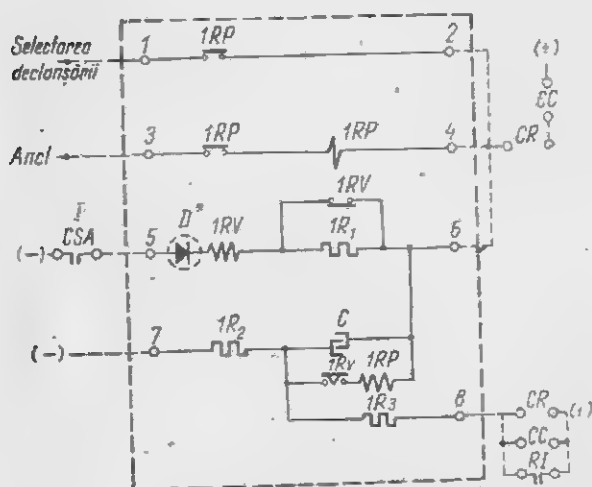 Selectarea
declanşării
1 1RP 2
(+)
CC
Ancl 3 1RP 1RP 4 CR
1RV
I
(-) CSA 5 D* 1RV 1R1 6
(-) 7 1R2 C
1RV 1RP
1R3 8 CR (+)
CC
RI